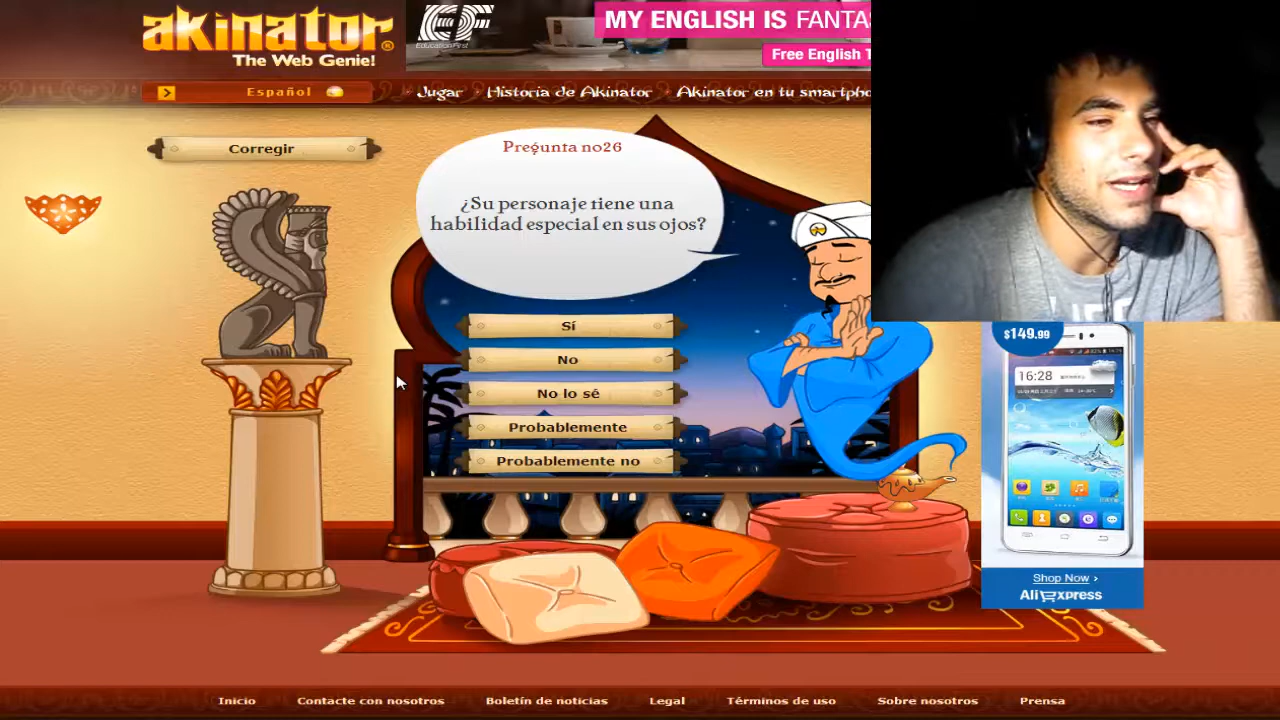 akinator®
The Web Genie!
EF
Education First
MY ENGLISH IS FANTAS
Free English T
Español
Jugar
Historia de Akinator
Akinator en tu smartpho
Corregir
Pregunta no26
¿Su personaje tiene una
habilidad especial en sus ojos?
Sí
No
No lo sé
Probablemente
Probablemente no
$149.99
16:28
Shop Now ›
AliExpress
Inicio
Contacte con nosotros
Boletín de noticias
Legal
Términos de uso
Sobre nosotros
Prensa